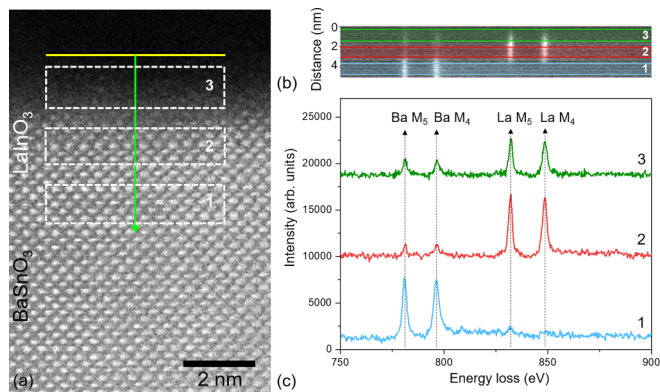 (a)
LaInO3
BaSnO3
3
2
1
2 nm
(b)
Distance (nm)
0
2
4
3
2
1
(c)
Intensity (arb. units)
25000
20000
15000
10000
5000
0
Ba M5
Ba M4
La M5
La M4
3
2
1
750
800
850
900
Energy loss (eV)